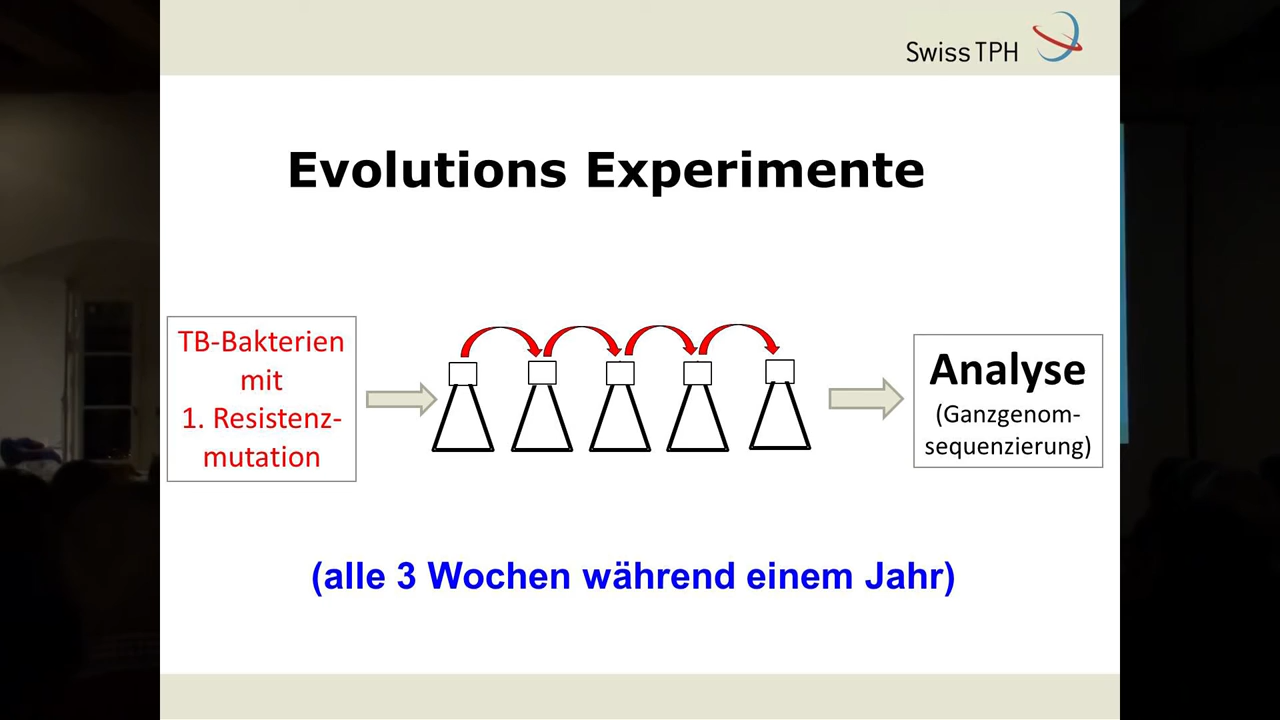 Swiss TPH
Evolutions Experimente
TB-Bakterien
mit
1. Resistenz-
mutation
Analyse
(Ganzgenom-
sequenzierung)
(alle 3 Wochen während einem Jahr)